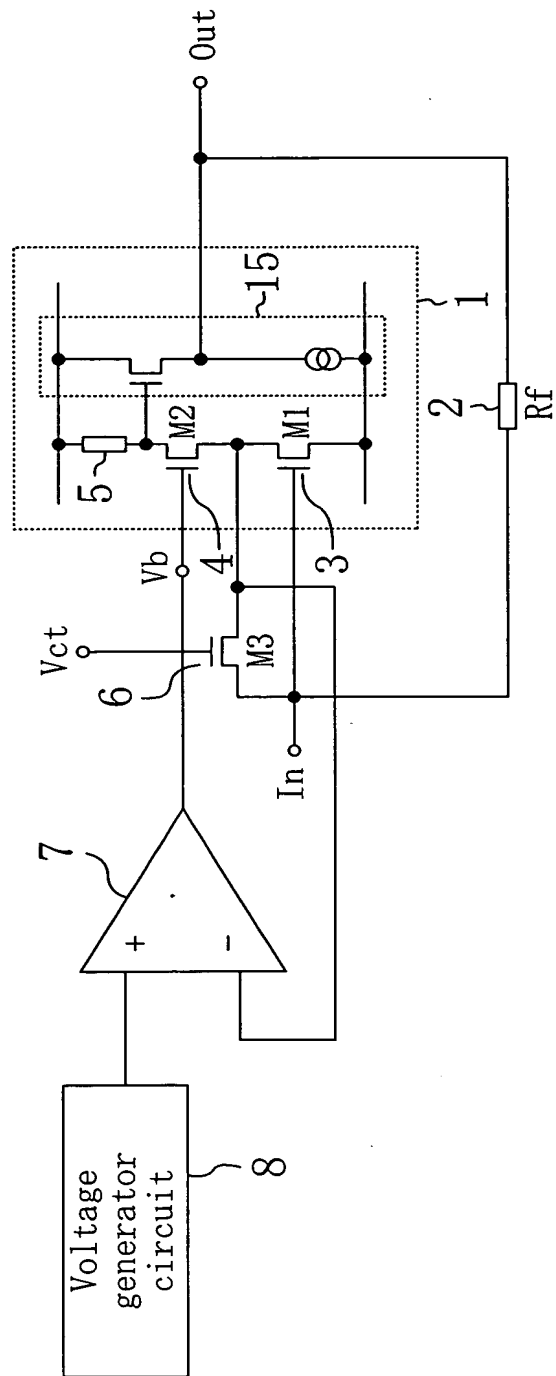 Voltage
generator
circuit
8
7
+
-
Vb
Vct
6
M3
In
5
M2
4
M1
3
15
1
2
Rf
Out